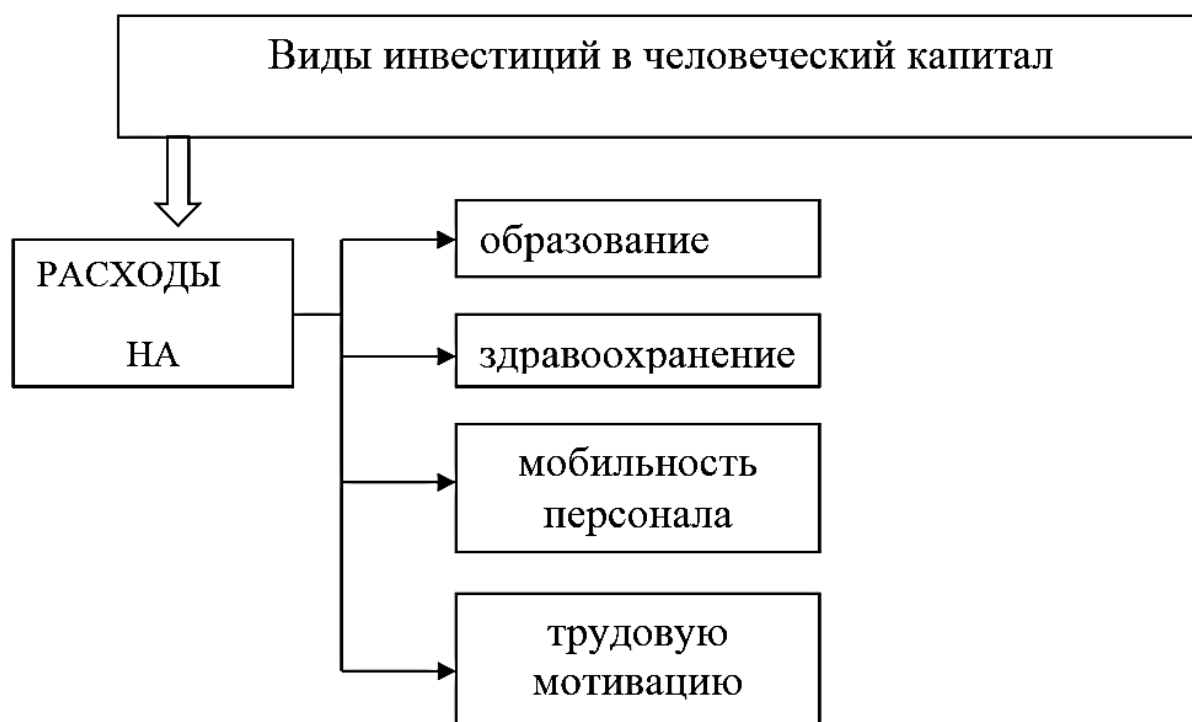 Виды инвестиций в человеческий капитал
РАСХОДЫ
НА
образование
здравоохранение
мобильность
персонала
трудовую
мотивацию